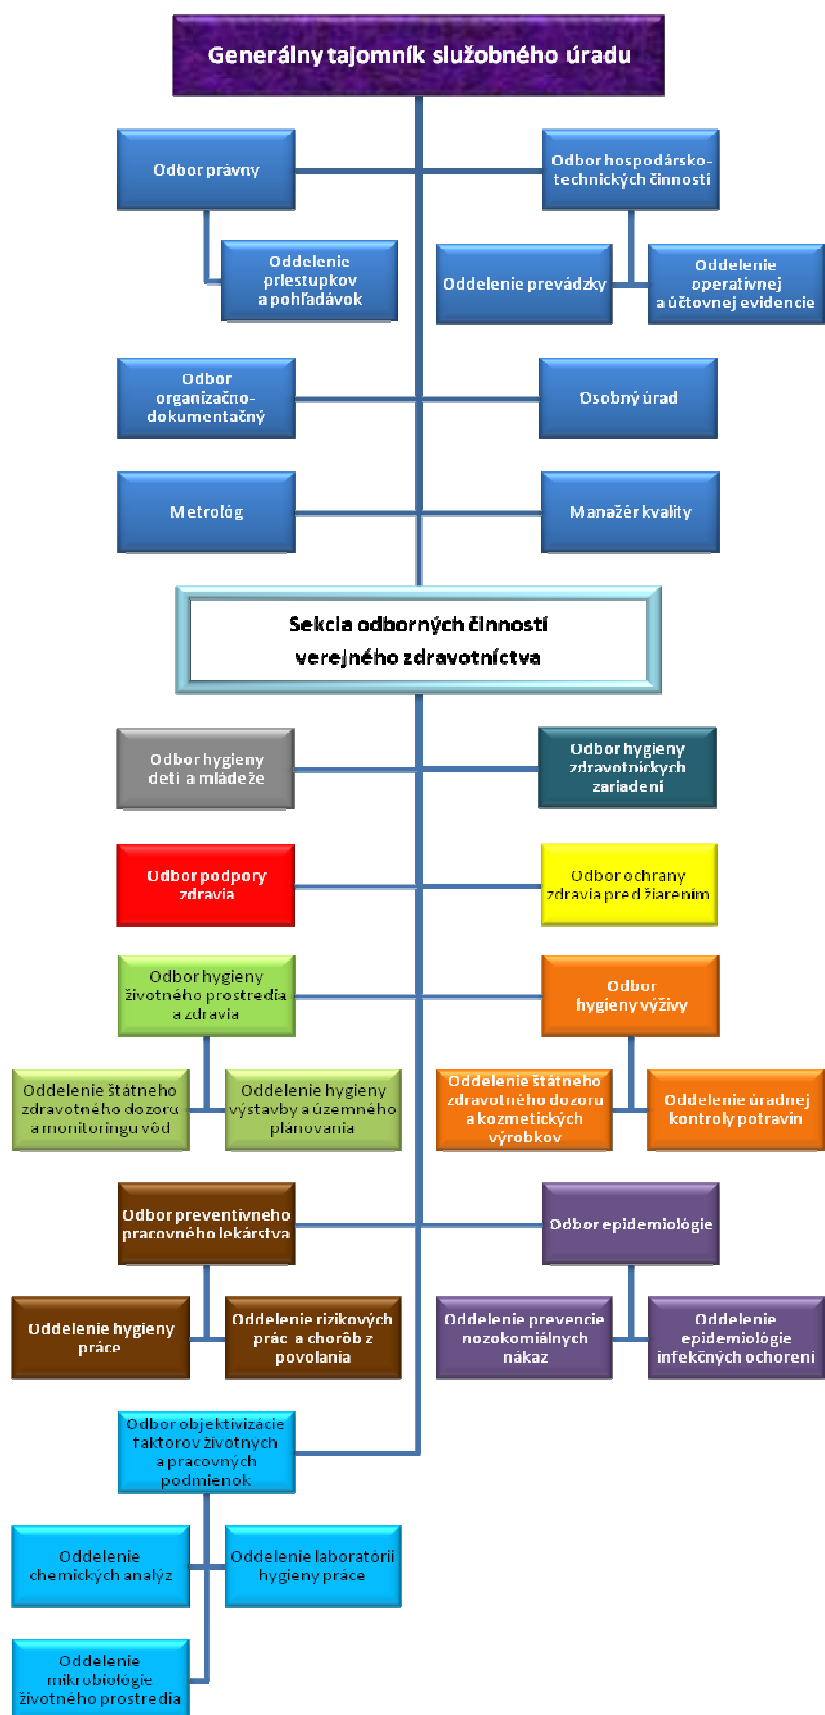 Generálny tajomník služobného úradu
Odbor právny
Odbor hospodársko-
technických činností
Oddelenie
priestupkov
a pohľadávok
Oddelenie prevádzky
Oddelenie
operatívnej
a účtovnej evidencie
Odbor
organizačno-
dokumentačný
Osobný úrad
Metrológ
Manažér kvality
Sekcia odborných činností
verejného zdravotníctva
Odbor hygieny
detí a mládeže
Odbor hygieny
zdravotníckych
zariadení
Odbor podpory
zdravia
Odbor ochrany
zdravia pred žiarením
Odbor hygieny
životného prostredia
a zdravia
Odbor
hygieny výživy
Oddelenie štátneho
zdravotného dozoru
a monitoringu vôd
Oddelenie hygieny
výstavby a územného
plánovania
Oddelenie štátneho
zdravotného dozoru
a kozmetických
výrobkov
Oddelenie úradnej
kontroly potravín
Odbor preventívneho
pracovného lekárstva
Odbor epidemiológie
Oddelenie hygieny
práce
Oddelenie rizikových
prác a chorôb z
povolania
Oddelenie prevencie
nozokomiálnych
nákaz
Oddelenie
epidemiológie
infekčných ochorení
Odbor objektivizácie
faktorov životných
a pracovných
podmienok
Oddelenie
chemických analýz
Oddelenie laboratórií
hygieny práce
Oddelenie
mikrobiológie
životného prostredia